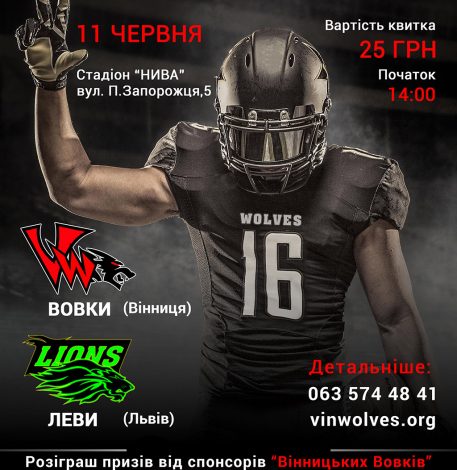 11 ЧЕРВНЯ
Стадіон "НИВА"
вул. П.Запорожця,5
Вартість квитка
25 ГРН
Початок
14:00
WOLVES
16
VW
ВОВКИ (Вінниця)
LIONS
ЛЕВИ (Львів)
Детальніше:
063 574 48 41
vinwolves.org
Розіграш призів від спонсорів "Вінницьких Вовків"